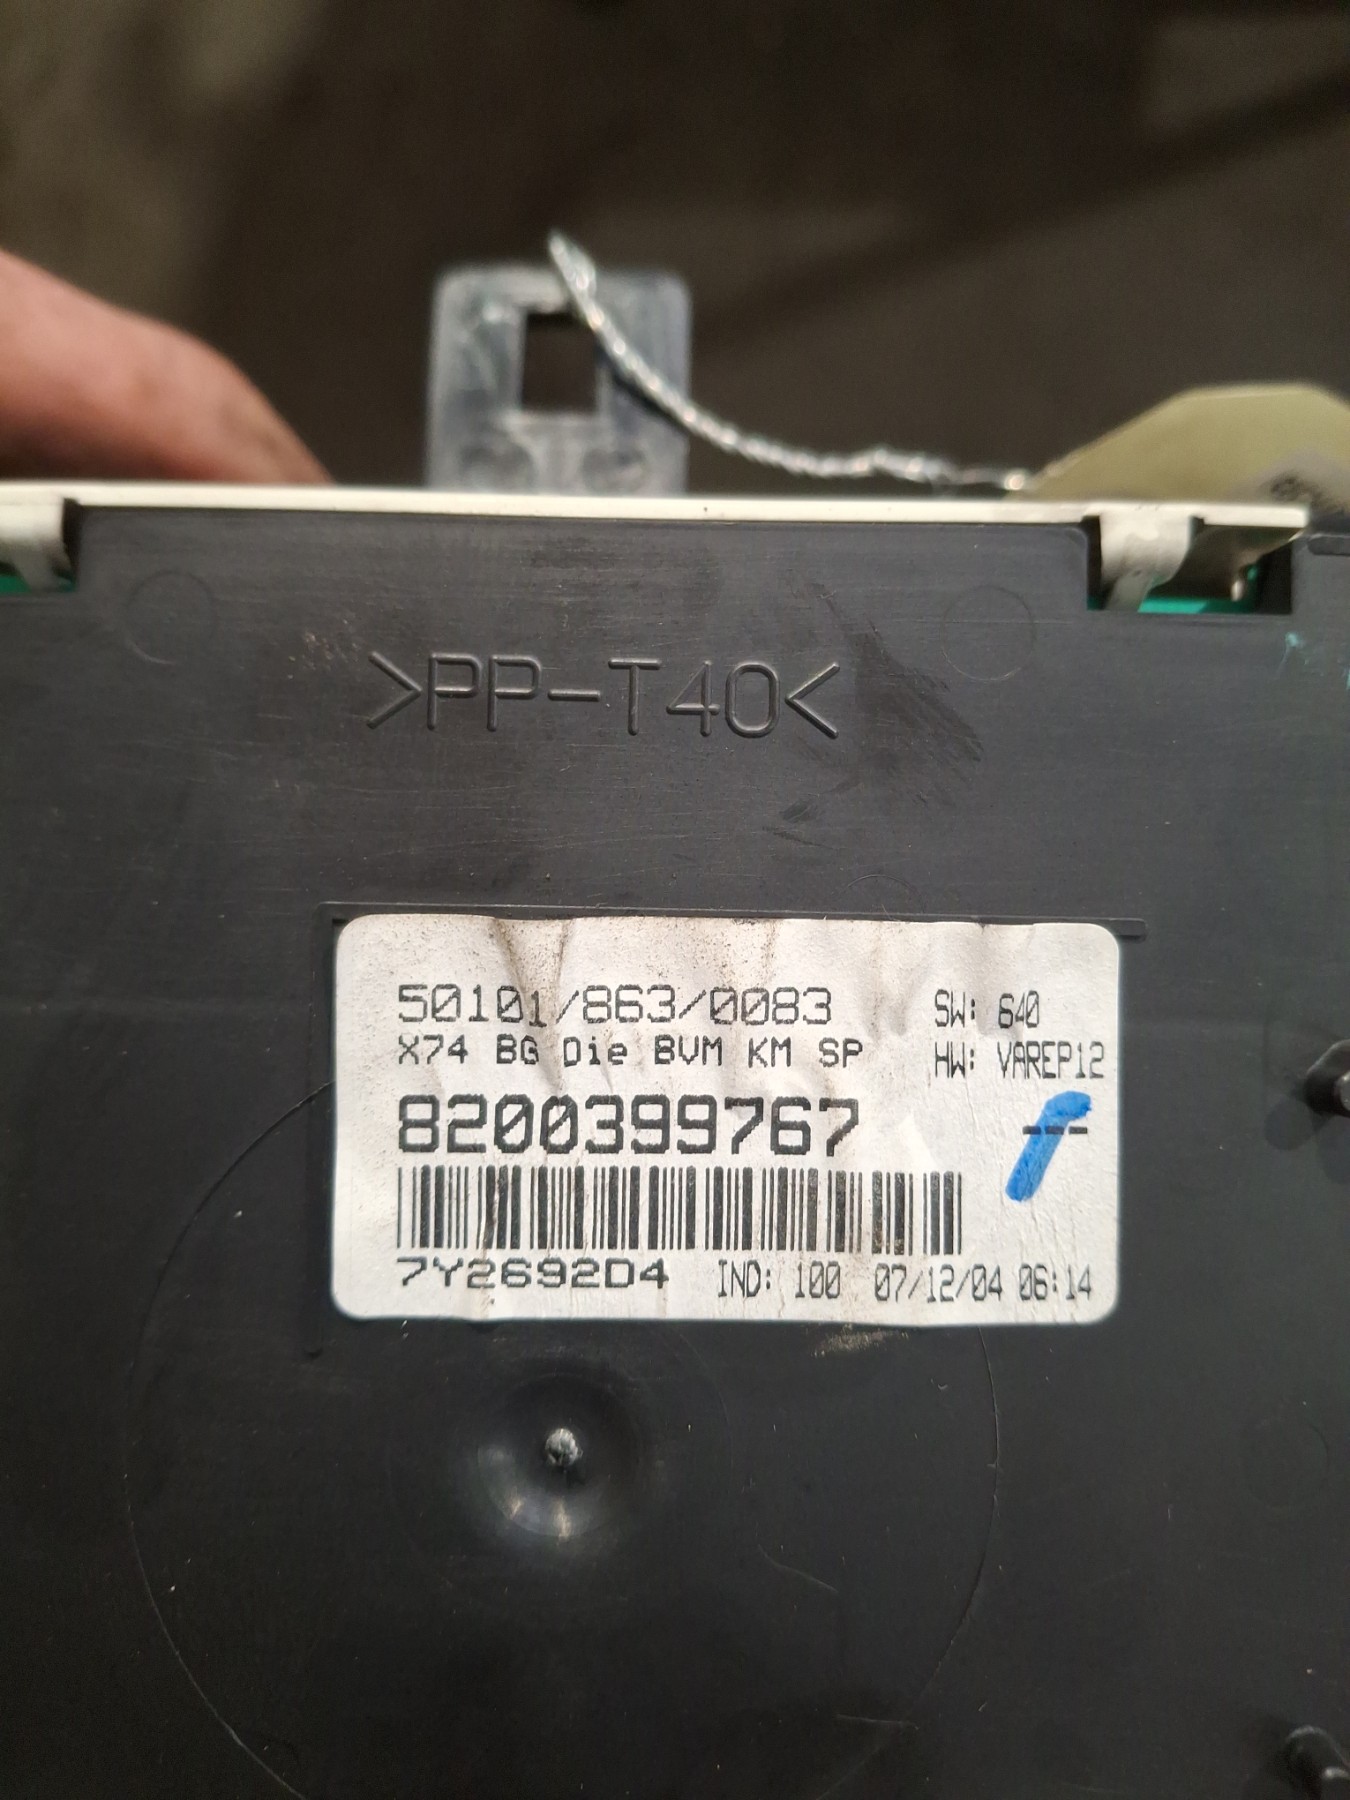 >PP-T40<
50101/863/0083 SW: 640
X74 BG Die BVM KM SP HW: VAREP12
8200399767
---
7Y2692D4 IND: 100 07/12/04 06:14